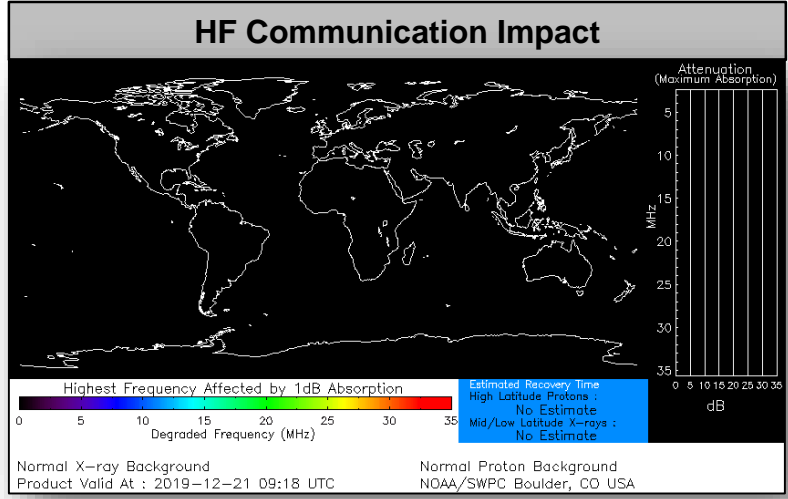 HF Communication Impact
Attenuation
(Maximum Absorption)
5
10
15
20
25
30
35
MHz
0 5 10 15 20 25 30 35
dB
Highest Frequency Affected by 1dB Absorption
0 5 10 15 20 25 30 35
Degraded Frequency (MHz)
Estimated Recovery Time
High Latitude Protons :
No Estimate
Mid/Low Latitude X-rays :
No Estimate
Normal X-ray Background
Normal Proton Background
Product Valid At : 2019-12-21 09:18 UTC
NOAA/SWPC Boulder, CO USA